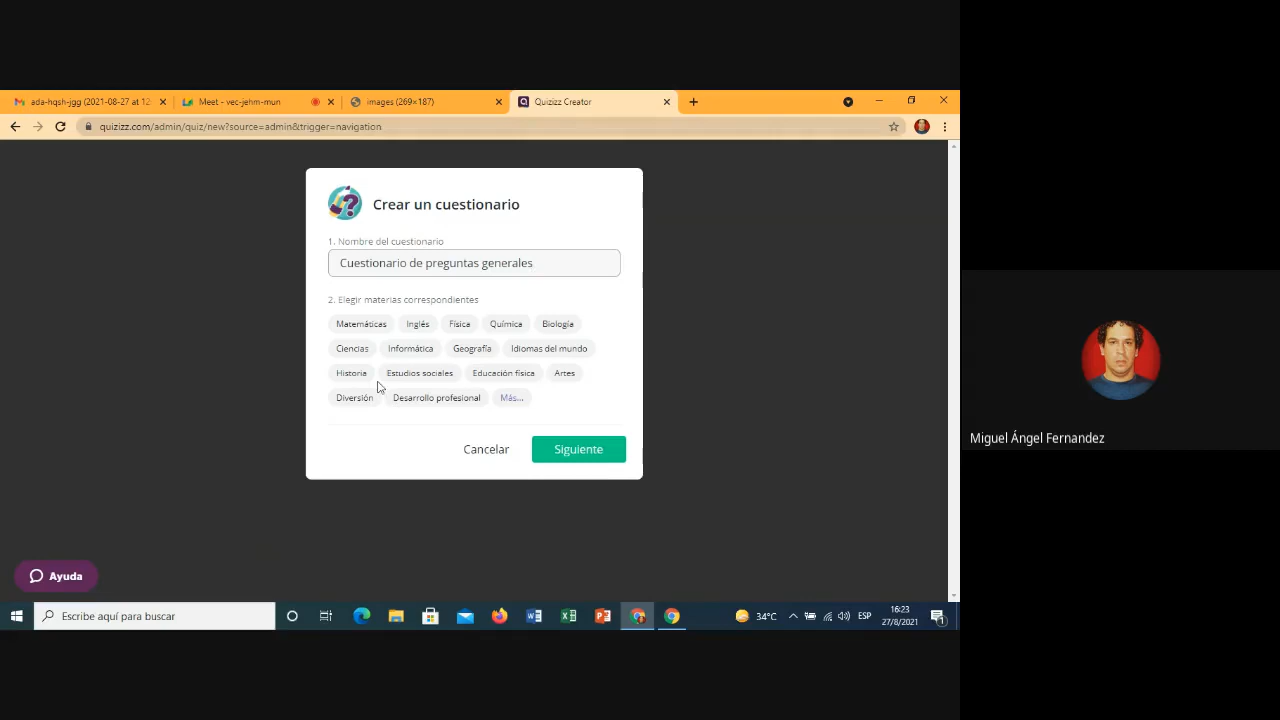 ada-hqsh-jgg (2021-08-27 at 12
Meet - vec-jehm-mun
images (269×187)
Quizizz Creator
quizizz.com/admin/quiz/new?source=admin&trigger=navigation
Crear un cuestionario
1. Nombre del cuestionario
Cuestionario de preguntas generales
2. Elegir materias correspondientes
Matemáticas Inglés Física Química Biología
Ciencias Informática Geografía Idiomas del mundo
Historia Estudios sociales Educación física Artes
Diversión Desarrollo profesional Más...
Cancelar Siguiente
Miguel Ángel Fernandez
Ayuda
Escribe aquí para buscar
34°C
ESP
16:23
27/8/2021
1